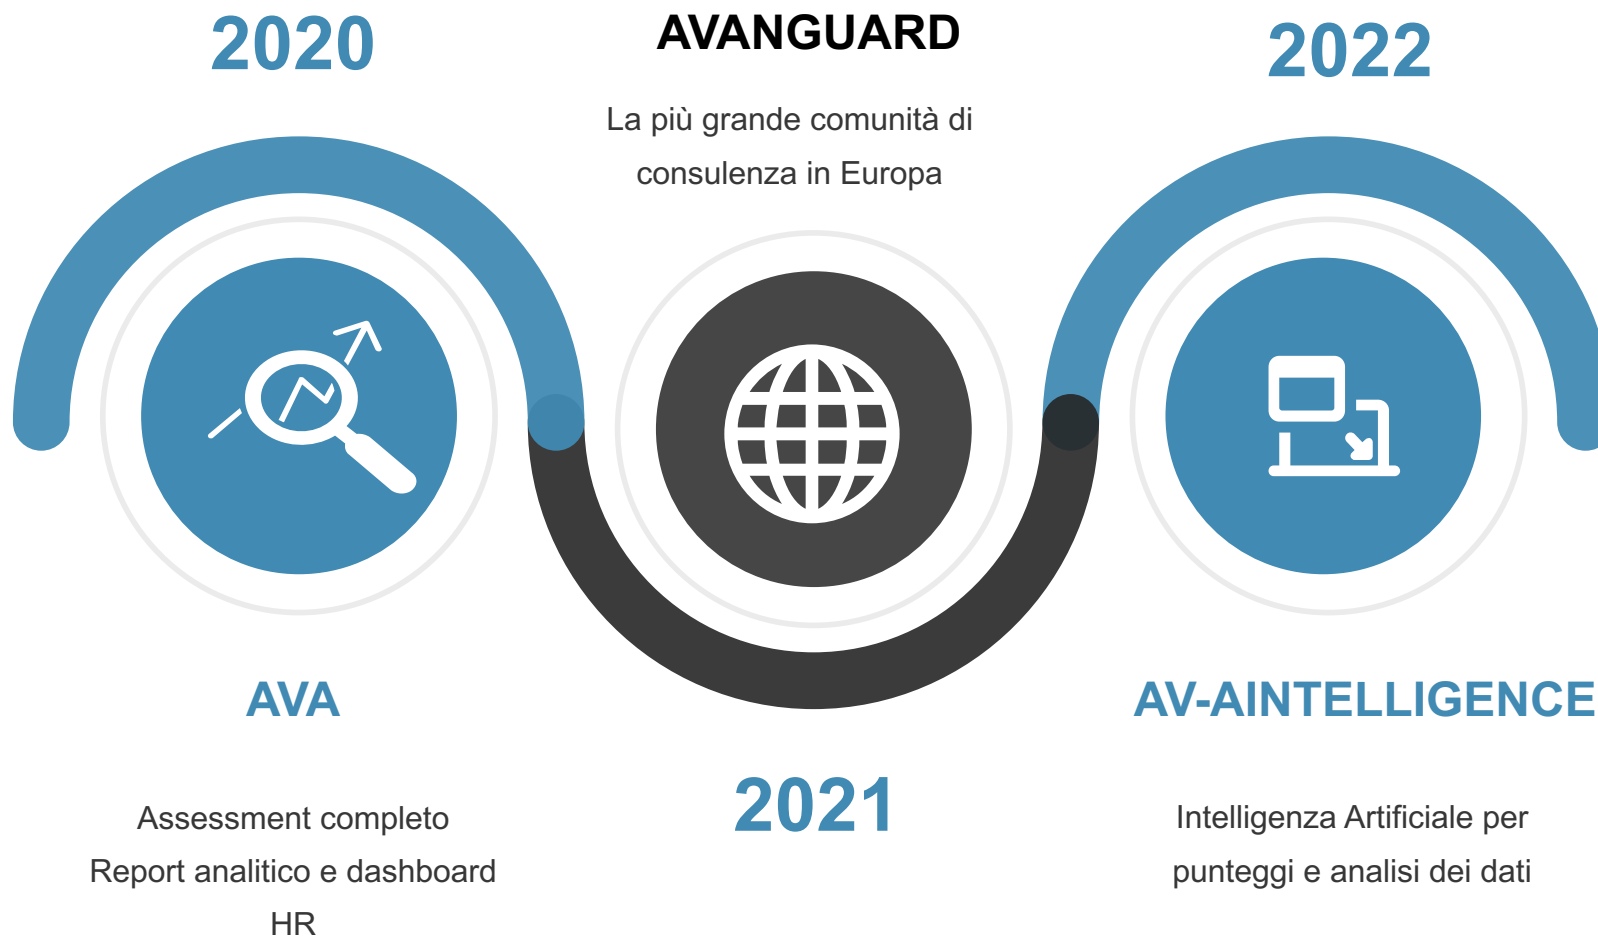 2020
AVA
Assessment completo
Report analitico e dashboard
HR
AVANGUARD
La più grande comunità di
consulenza in Europa
2021
2022
AV-AINTELLIGENCE
Intelligenza Artificiale per
punteggi e analisi dei dati